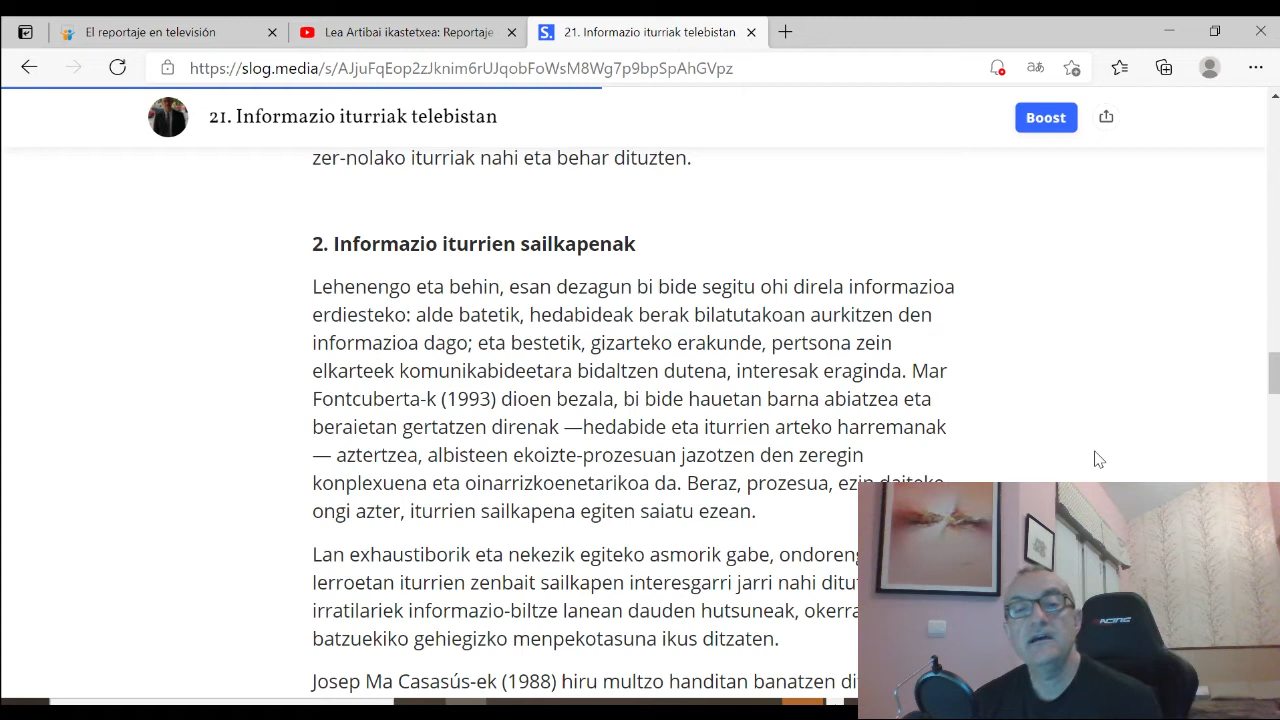 El reportaje en televisión
Lea Artibai ikastetxea: Reportaje
21. Informazio iturriak telebistan
https://slog.media/s/AJjuFqEop2zJknim6rUJqobFoWsM8Wg7p9bpSpAhGVpz
21. Informazio iturriak telebistan
Boost
zer-nolako iturriak nahi eta behar dituzten.
2. Informazio iturrien sailkapenak
Lehenengo eta behin, esan dezagun bi bide segitu ohi direla informazioa
erdiesteko: alde batetik, hedabideak berak bilatutakoan aurkitzen den
informazioa dago; eta bestetik, gizarteko erakunde, pertsona zein
elkarteek komunikabideetara bidaltzen dutena, interesak eraginda. Mar
Fontcuberta-k (1993) dioen bezala, bi bide hauetan barna abiatzea eta
beraietan gertatzen direnak —hedabide eta iturrien arteko harremanak
— aztertzea, albisteen ekoizte-prozesuan jazotzen den zeregin
konplexuena eta oinarrizkoenetarikoa da. Beraz, prozesua, ezin daiteke
ongi azter, iturrien sailkapena egiten saiatu ezean.
Lan exhaustiborik eta nekezik egiteko asmorik gabe, ondoreng
lerroetan iturrien zenbait sailkapen interesgarri jarri nahi ditut
irratilariek informazio-biltze lanean dauden hutsuneak, okerra
batzuekiko gehiegizko menpekotasuna ikus ditzaten.
Josep Ma Casasús-ek (1988) hiru multzo handitan banatzen di